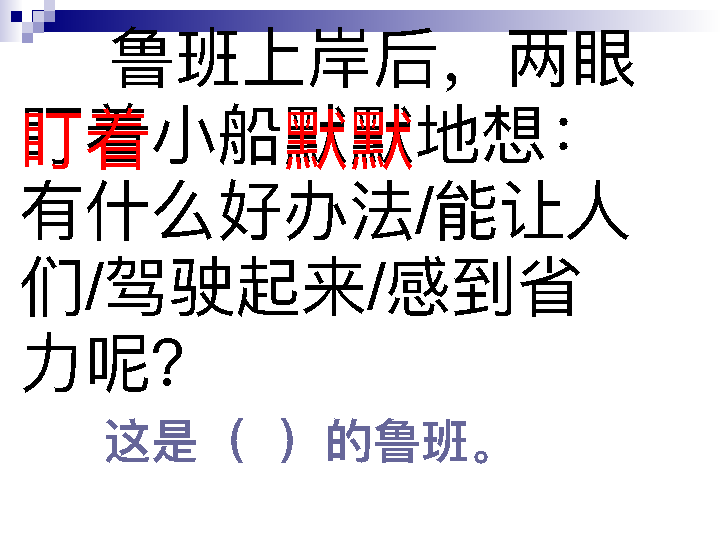 鲁班上岸后，两眼
盯着小船默默地想：
有什么好办法/能让人
们/驾驶起来/感到省
力呢？
这是（ ）的鲁班。